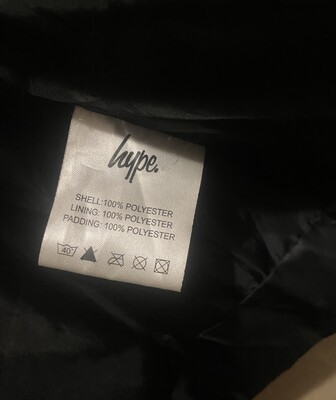 hype.
SHELL:100% POLYESTER
LINING: 100% POLYESTER
PADDING: 100% POLYESTER
40°